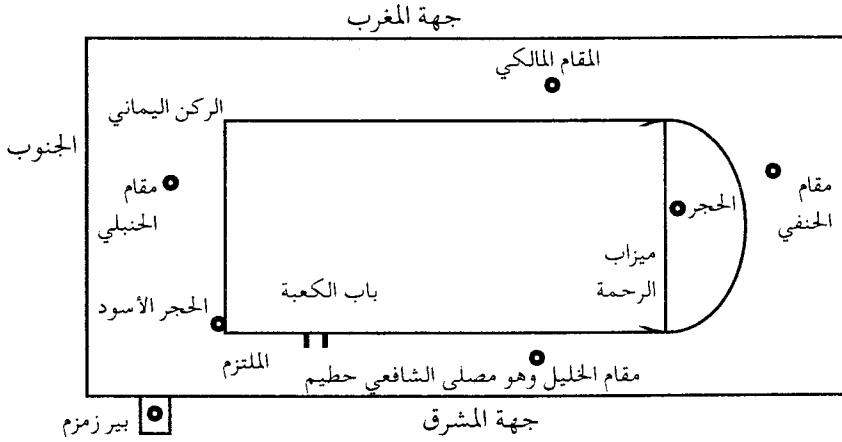 جهة المغرب
المقام المالكي
الركن اليماني
الجنوب
مقام
الحنبلي
مقام
الحنفي
الحجر
ميزاب
الرحمة
باب الكعبة
الحجر الأسود
الملتزم
مقام الخليل وهو مصلى الشافعي حطيم
جهة المشرق
بير زمزم